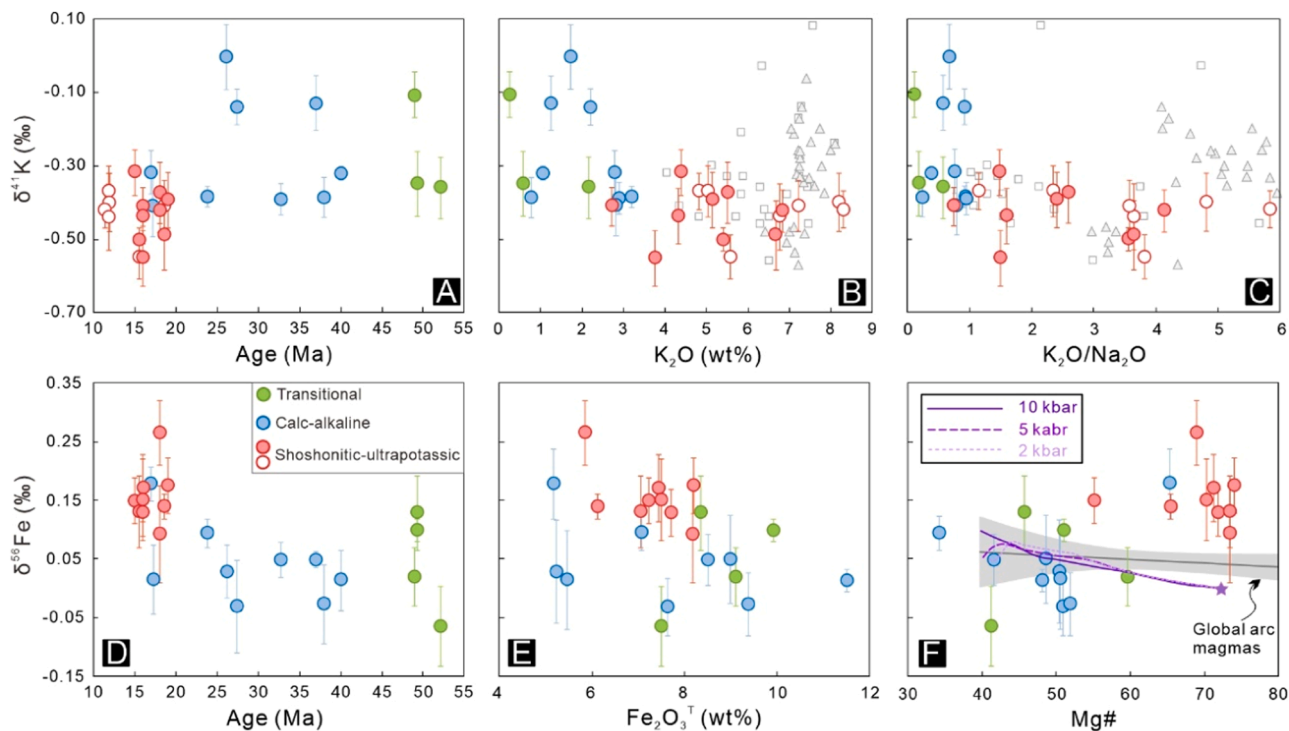 0.10
-0.10
-0.30
-0.50
-0.70
δ⁴¹K (‰)
10 15 20 25 30 35 40 45 50 55
Age (Ma)
A
0 1 2 3 4 5 6 7 8 9
K₂O (wt%)
B
0 1 2 3 4 5 6
K₂O/Na₂O
C
0.35
0.25
0.15
0.05
-0.05
-0.15
δ⁵⁶Fe (‰)
Transitional
Calc-alkaline
Shoshonitic-ultrapotassic
10 15 20 25 30 35 40 45 50 55
Age (Ma)
D
4 6 8 10 12
Fe₂O₃ᵀ (wt%)
E
10 kbar
5 kabr
2 kbar
Global arc
magmas
30 40 50 60 70 80
Mg#
F